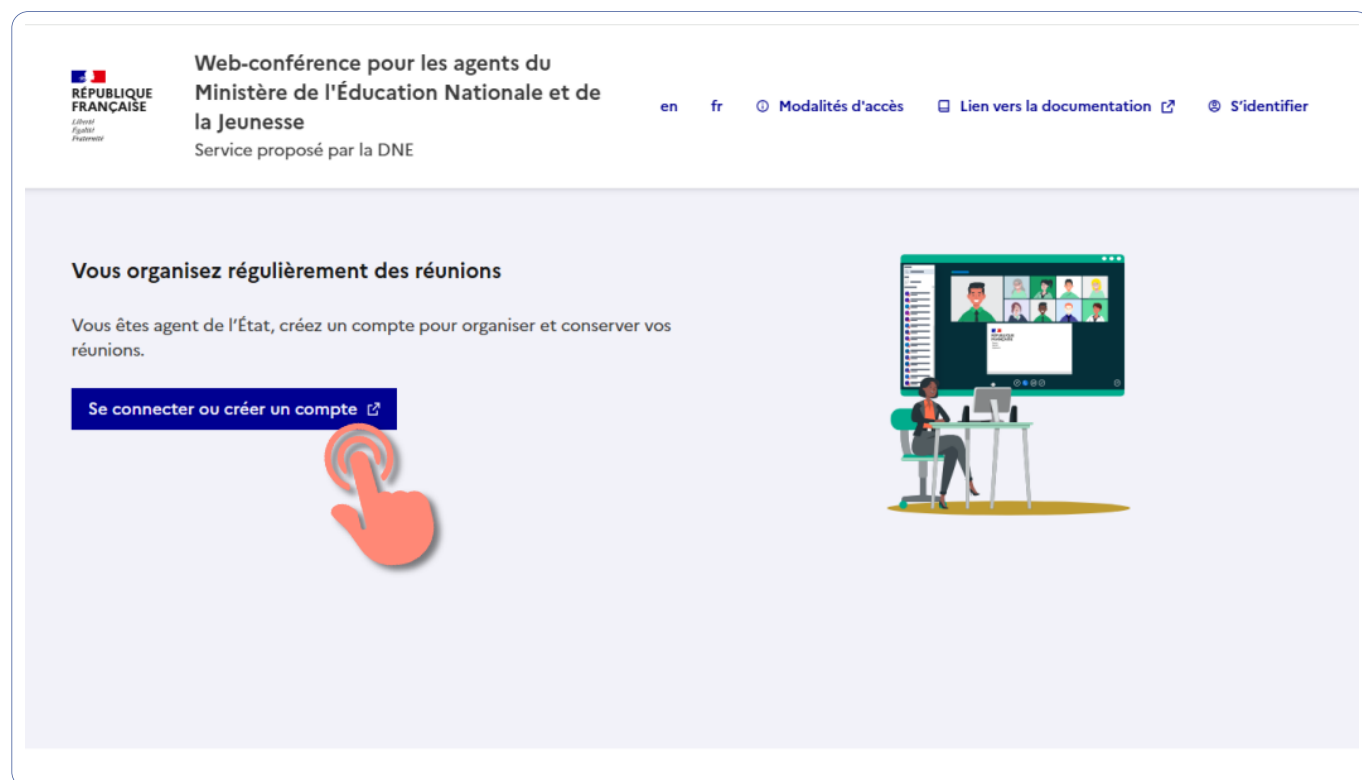 RÉPUBLIQUE
FRANÇAISE
Liberté
Égalité
Fraternité
Web-conférence pour les agents du
Ministère de l'Éducation Nationale et de
la Jeunesse
Service proposé par la DNE
en fr Modalités d'accès Lien vers la documentation S'identifier
Vous organisez régulièrement des réunions
Vous êtes agent de l'État, créez un compte pour organiser et conserver vos
réunions.
Se connecter ou créer un compte
RÉPUBLIQUE
FRANÇAISE